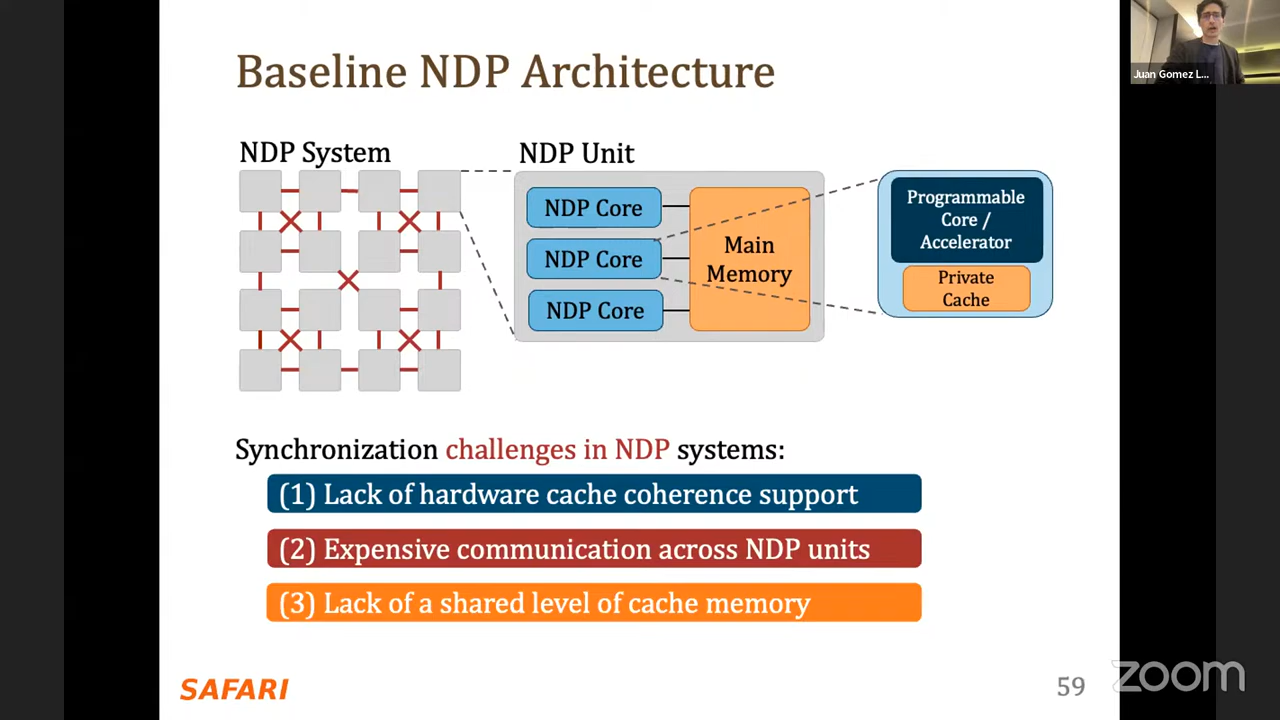 Baseline NDP Architecture
Juan Gomez L...
NDP System
NDP Unit
NDP Core
NDP Core
NDP Core
Main
Memory
Programmable
Core /
Accelerator
Private
Cache
Synchronization challenges in NDP systems:
(1) Lack of hardware cache coherence support
(2) Expensive communication across NDP units
(3) Lack of a shared level of cache memory
SAFARI
59
zoom